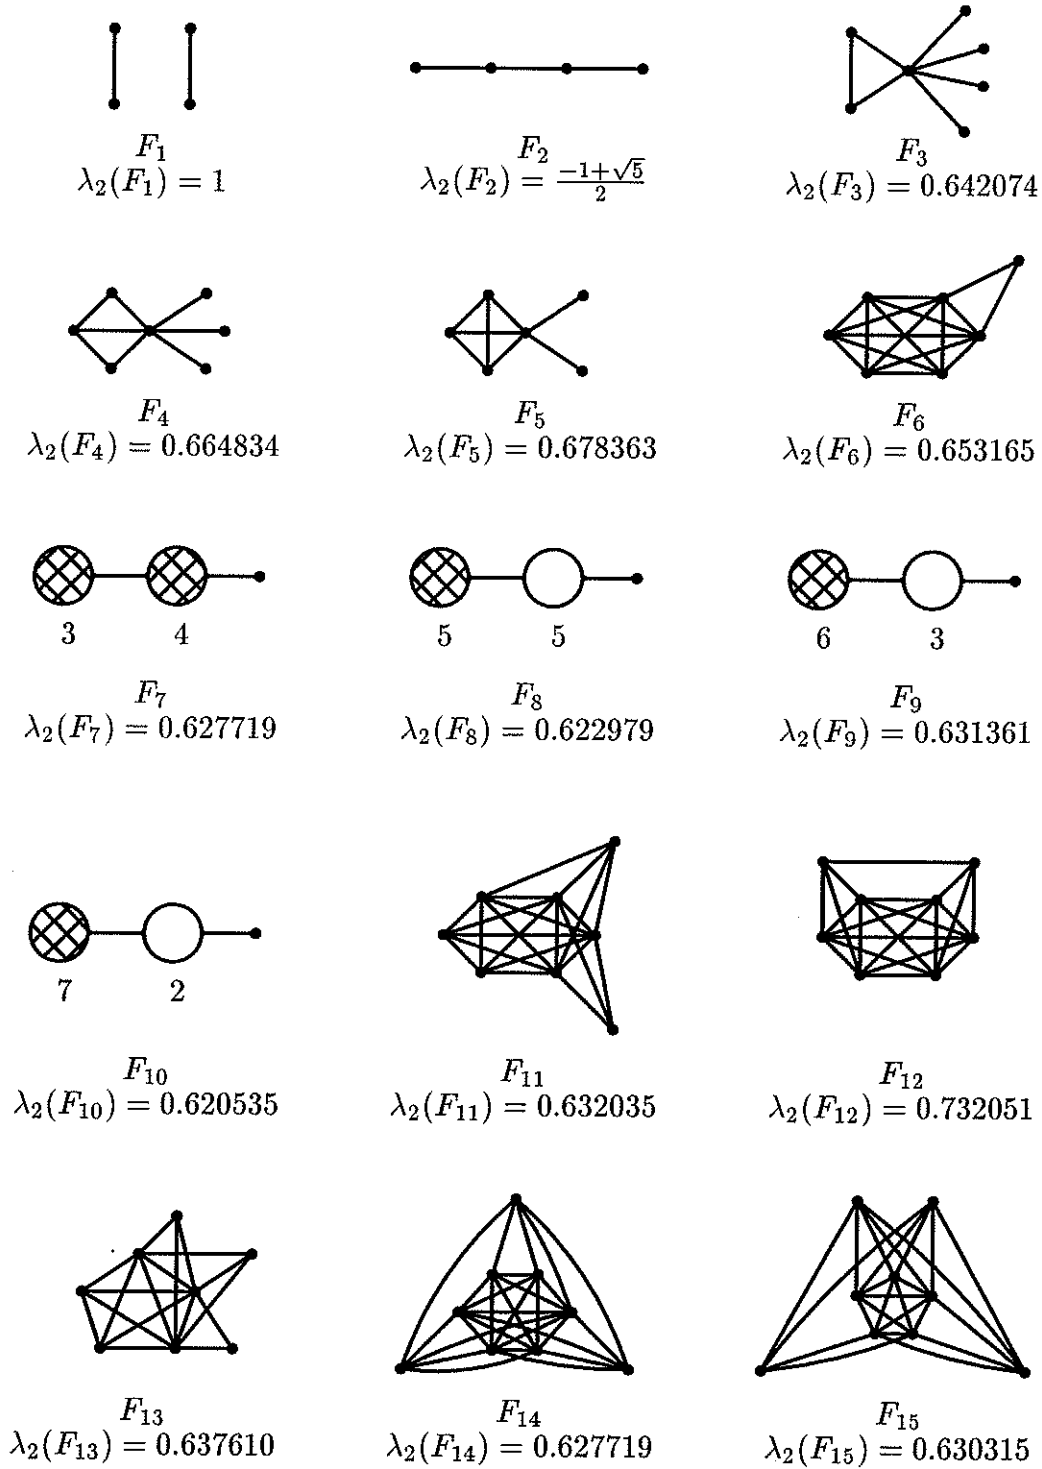 F₁
λ₂(F₁) = 1
F₂
λ₂(F₂) = \frac{-1+√5}{2}
F₃
λ₂(F₃) = 0.642074
F₄
λ₂(F₄) = 0.664834
F₅
λ₂(F₅) = 0.678363
F₆
λ₂(F₆) = 0.653165
3 4
F₇
λ₂(F₇) = 0.627719
5 5
F₈
λ₂(F₈) = 0.622979
6 3
F₉
λ₂(F₉) = 0.631361
7 2
F₁₀
λ₂(F₁₀) = 0.620535
F₁₁
λ₂(F₁₁) = 0.632035
F₁₂
λ₂(F₁₂) = 0.732051
F₁₃
λ₂(F₁₃) = 0.637610
F₁₄
λ₂(F₁₄) = 0.627719
F₁₅
λ₂(F₁₅) = 0.630315